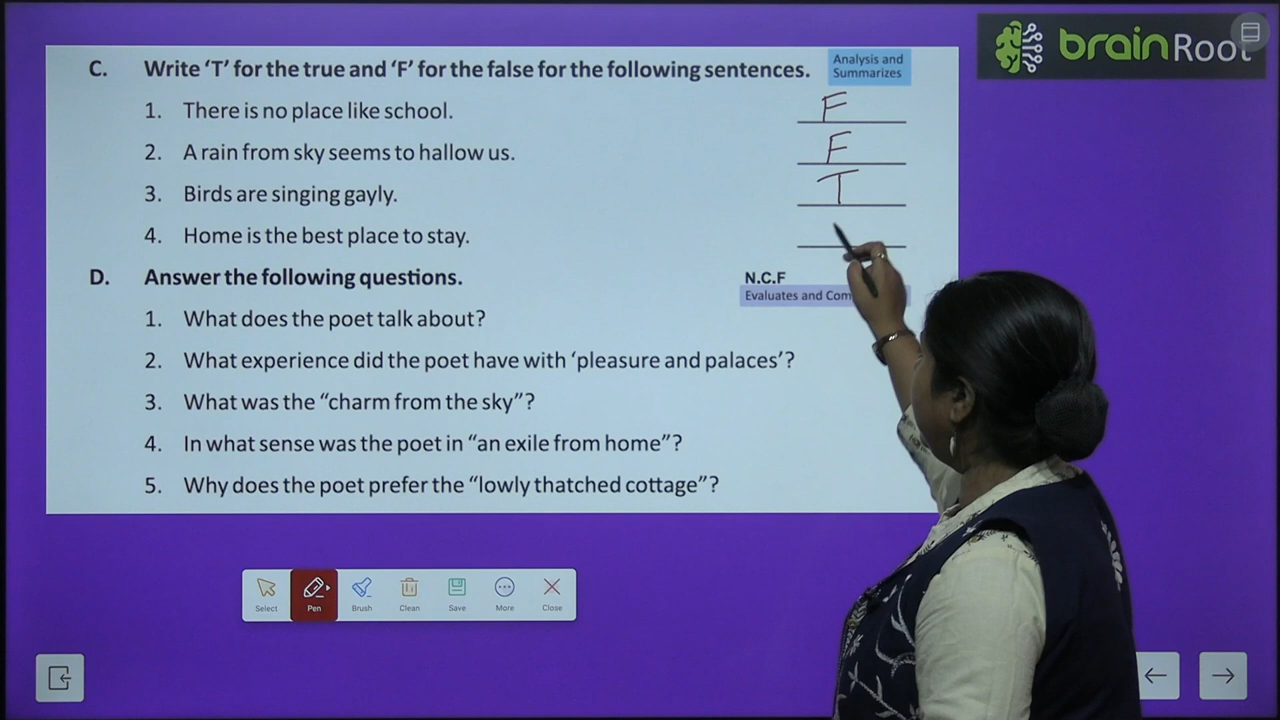 brainRoot
C. Write ‘T’ for the true and ‘F’ for the false for the following sentences. Analysis and Summarizes
1. There is no place like school. F
2. A rain from sky seems to hallow us. F
3. Birds are singing gayly. T
4. Home is the best place to stay.
D. Answer the following questions. N.C.F
Evaluates and
1. What does the poet talk about?
2. What experience did the poet have with ‘pleasure and palaces’?
3. What was the “charm from the sky”?
4. In what sense was the poet in “an exile from home”?
5. Why does the poet prefer the “lowly thatched cottage”?
Select Pen Brush Clean Save More Close